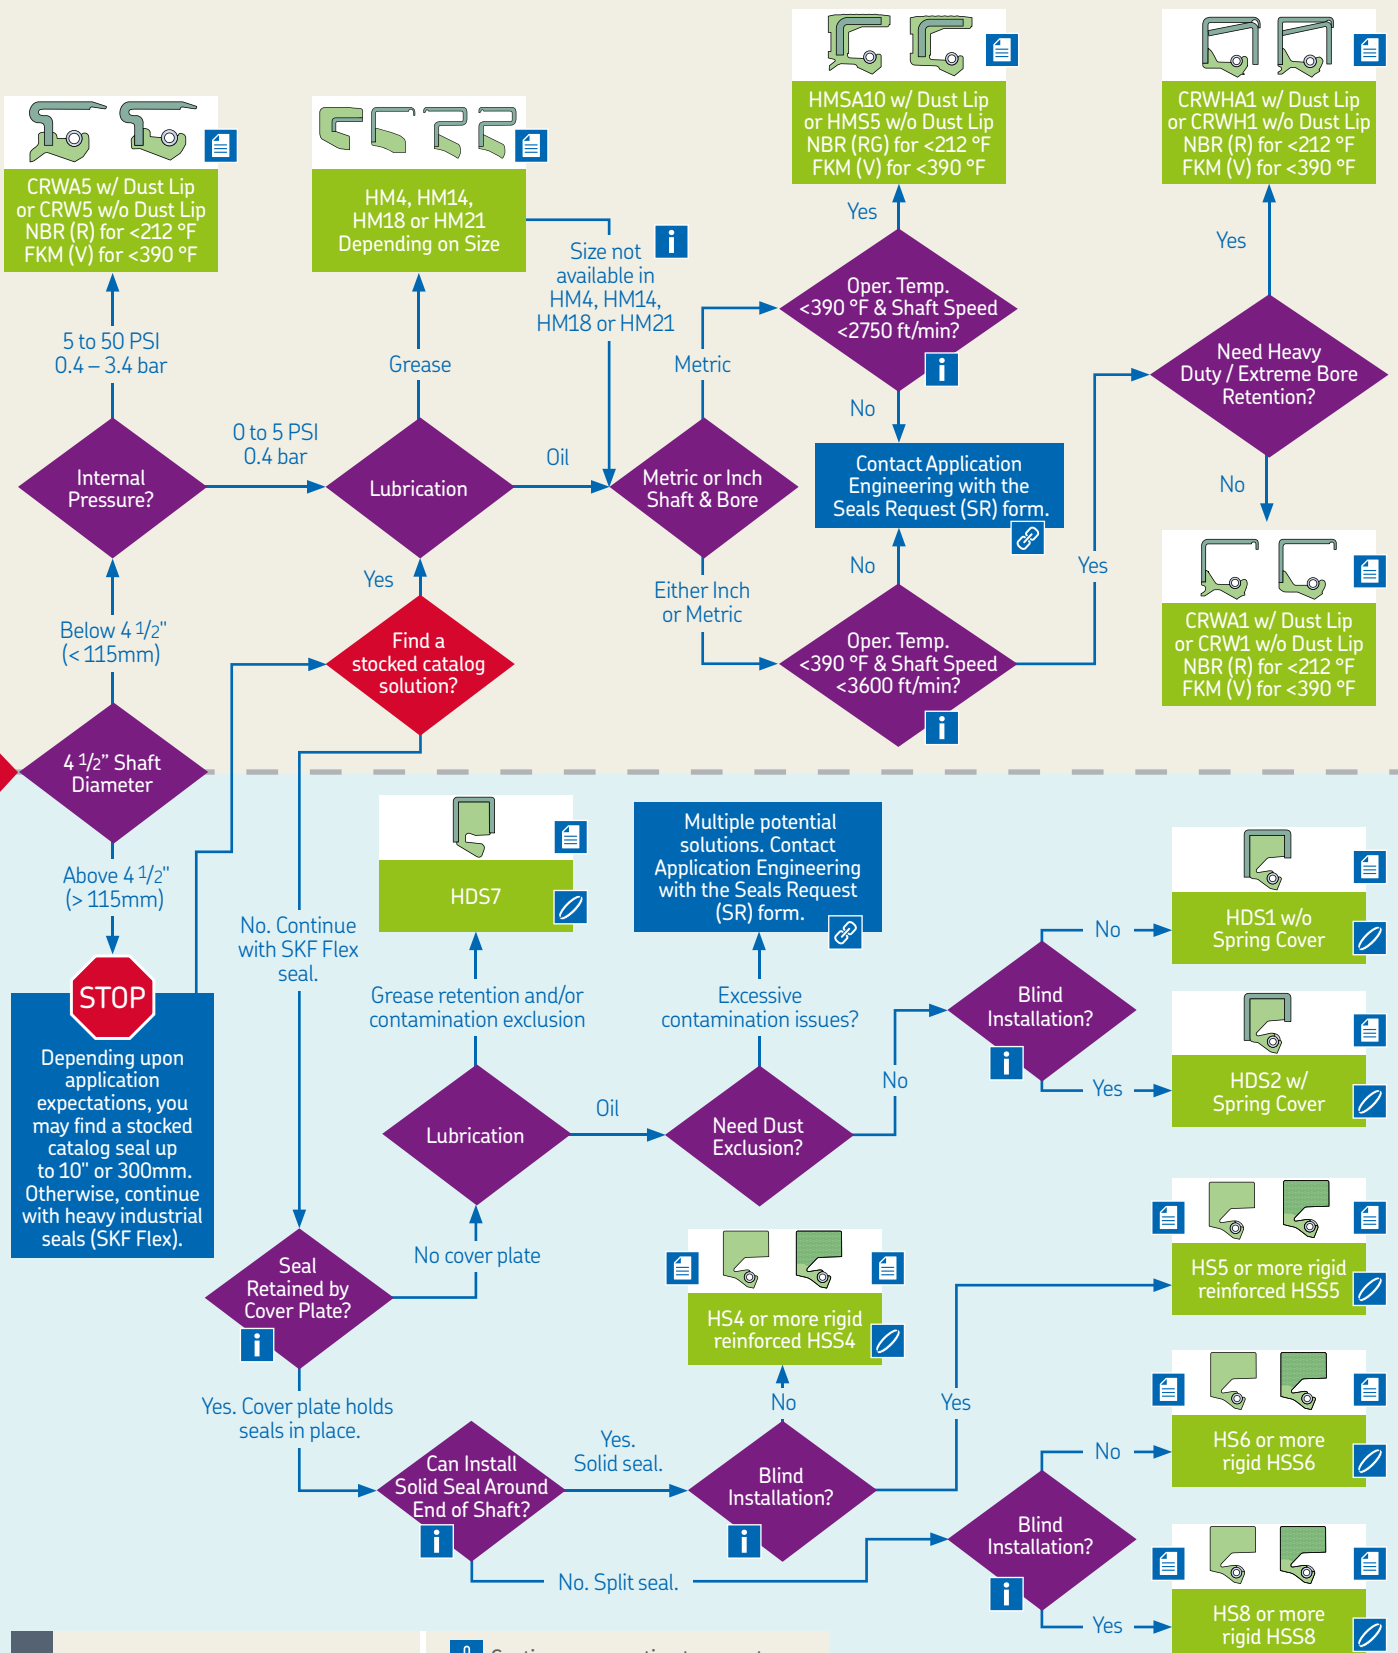 HMSA10 w/ Dust Lip
or HMS5 w/o Dust Lip
NBR (RG) for <212 °F
FKM (V) for <390 °F
CRWHA1 w/ Dust Lip
or CRWH1 w/o Dust Lip
NBR (R) for <212 °F
FKM (V) for <390 °F
CRWA5 w/ Dust Lip
or CRW5 w/o Dust Lip
NBR (R) for <212 °F
FKM (V) for <390 °F
HM4, HM14,
HM18 or HM21
Depending on Size
Size not
available in
HM4, HM14,
HM18 or HM21
Yes
Yes
Oper. Temp.
<390 °F & Shaft Speed
<2750 ft/min?
5 to 50 PSI
0.4 – 3.4 bar
Grease
Metric
Need Heavy
Duty / Extreme Bore
Retention?
No
0 to 5 PSI
0.4 bar
Oil
Internal
Pressure?
Lubrication
Metric or Inch
Shaft & Bore
Contact Application
Engineering with the
Seals Request (SR) form.
No
Yes
No
Yes
Either Inch
or Metric
Below 4 1/2"
(< 115mm)
Find a
stocked catalog
solution?
Oper. Temp.
<390 °F & Shaft Speed
<3600 ft/min?
CRWA1 w/ Dust Lip
or CRW1 w/o Dust Lip
NBR (R) for <212 °F
FKM (V) for <390 °F
4 1/2” Shaft
Diameter
Above 4 1/2"
(> 115mm)
HDS7
Multiple potential
solutions. Contact
Application Engineering
with the Seals Request
(SR) form.
No. Continue
with SKF Flex
seal.
No
HDS1 w/o
Spring Cover
STOP
Depending upon
application
expectations, you
may find a stocked
catalog seal up
to 10" or 300mm.
Otherwise, continue
with heavy industrial
seals (SKF Flex).
Grease retention and/or
contamination exclusion
Excessive
contamination issues?
Blind
Installation?
No
Yes
HDS2 w/
Spring Cover
Lubrication
Oil
Need Dust
Exclusion?
No cover plate
Seal
Retained by
Cover Plate?
HS4 or more rigid
reinforced HSS4
HS5 or more rigid
reinforced HSS5
Yes. Cover plate holds
seals in place.
No
Yes
Can Install
Solid Seal Around
End of Shaft?
Yes.
Solid seal.
Blind
Installation?
No
HS6 or more
rigid HSS6
Blind
Installation?
No. Split seal.
Yes
HS8 or more
rigid HSS8